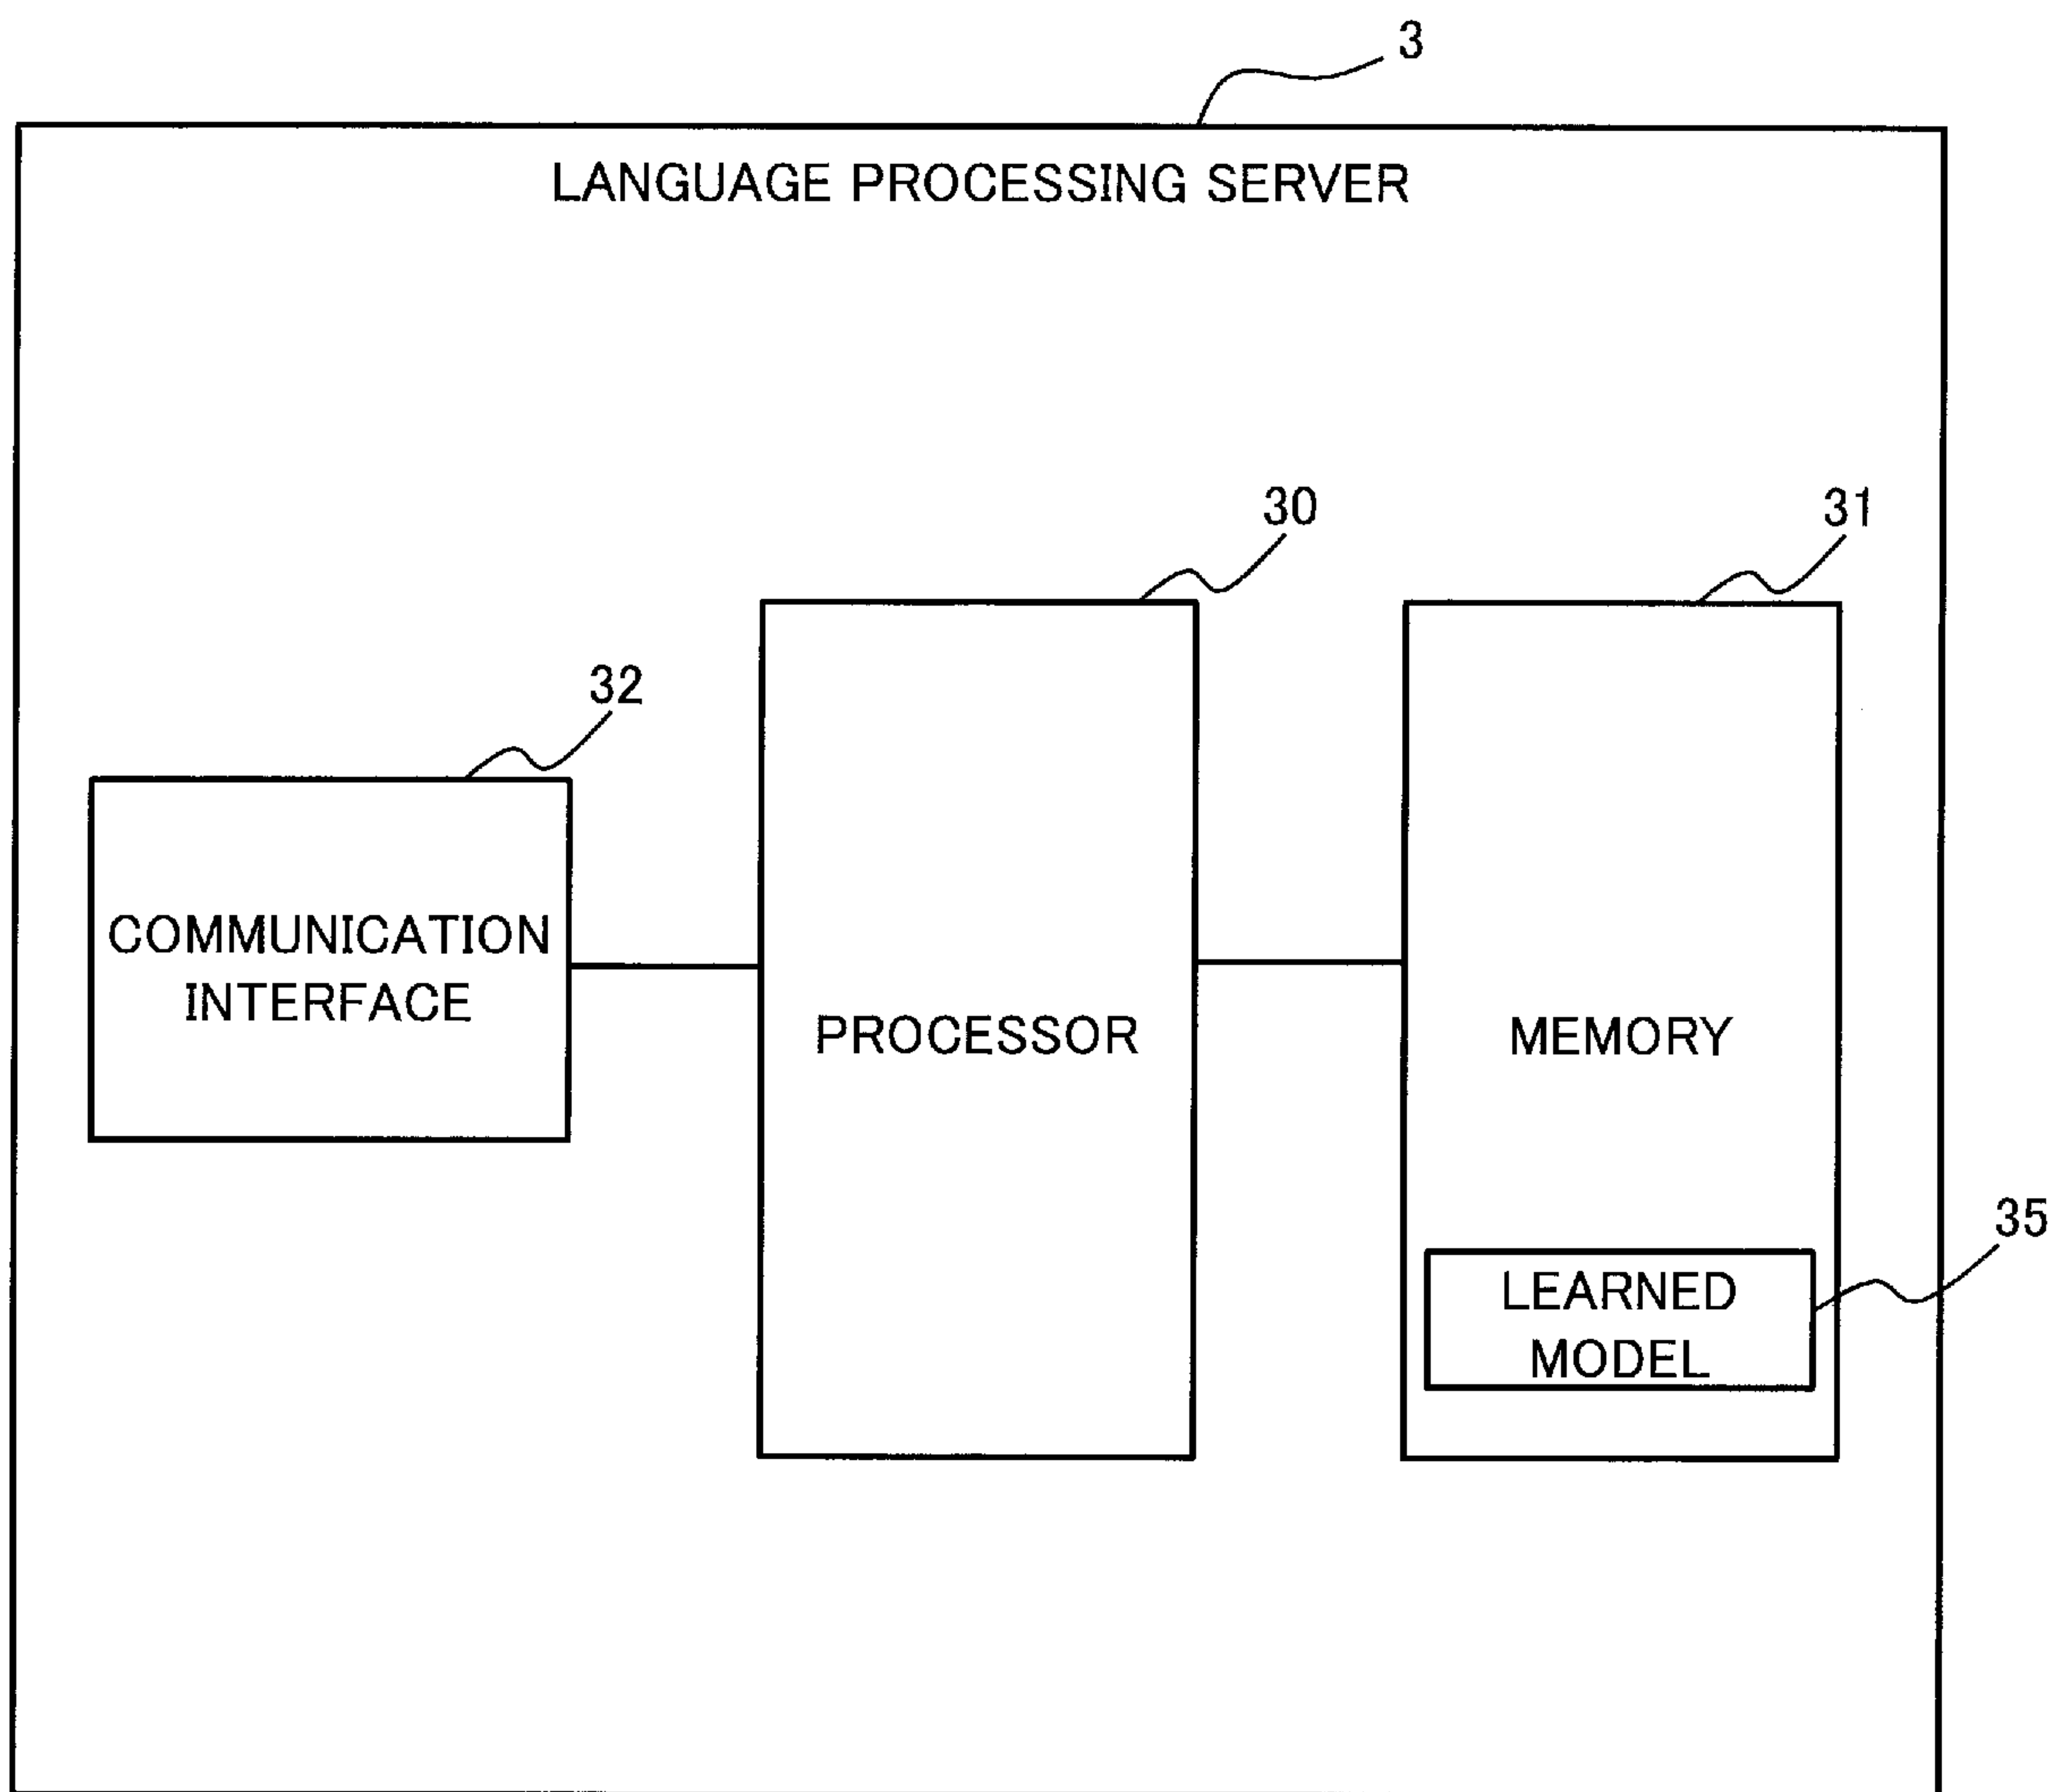 3
LANGUAGE PROCESSING SERVER
30
31
32
COMMUNICATION
INTERFACE
PROCESSOR
MEMORY
35
LEARNED
MODEL